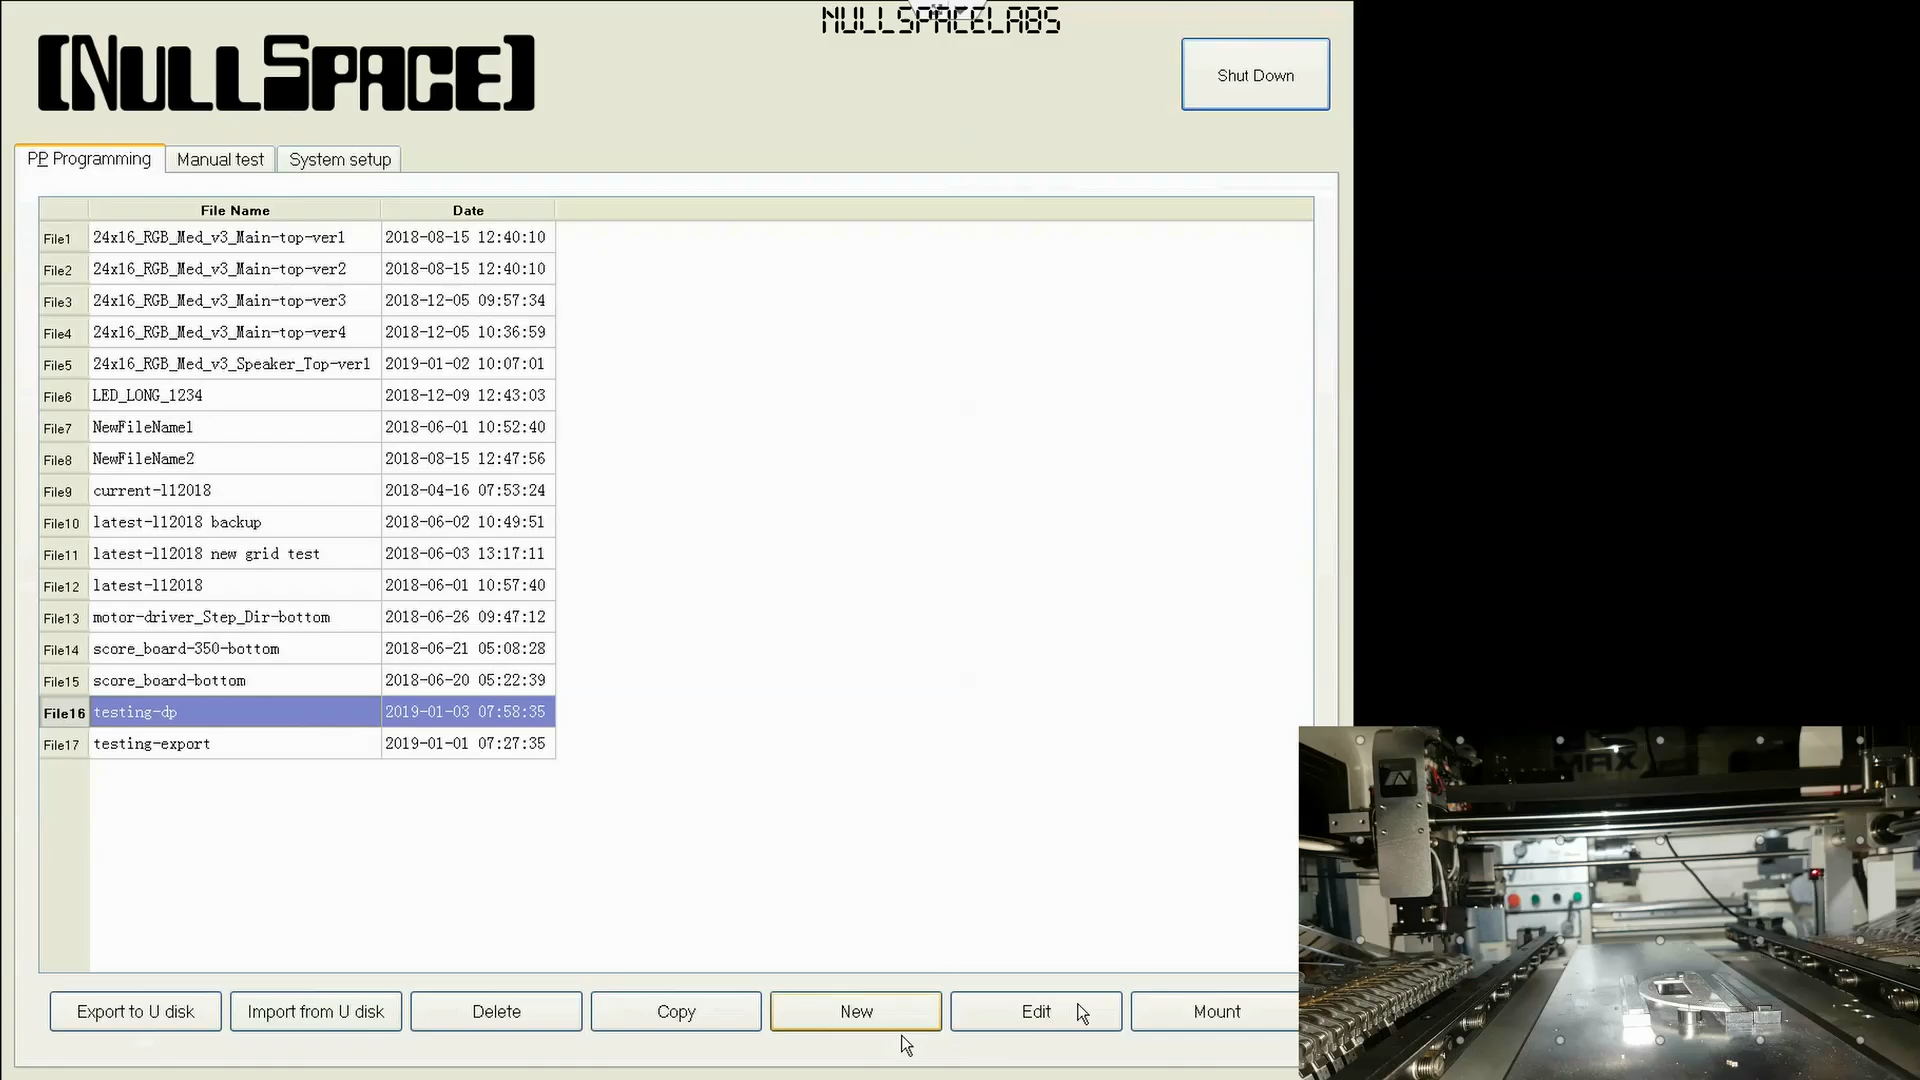 NULLSPACELABS
[NULLSPACE]
Shut Down
PP Programming
Manual test
System setup
File Name Date
File1 24x16_RGB_Med_v3_Main-top-ver1 2018-08-15 12:40:10
File2 24x16_RGB_Med_v3_Main-top-ver2 2018-08-15 12:40:10
File3 24x16_RGB_Med_v3_Main-top-ver3 2018-12-05 09:57:34
File4 24x16_RGB_Med_v3_Main-top-ver4 2018-12-05 10:36:59
File5 24x16_RGB_Med_v3_Speaker_Top-ver1 2019-01-02 10:07:01
File6 LED_LONG_1234 2018-12-09 12:43:03
File7 NewFileName1 2018-06-01 10:52:40
File8 NewFileName2 2018-08-15 12:47:56
File9 current-l12018 2018-04-16 07:53:24
File10 latest-l12018 backup 2018-06-02 10:49:51
File11 latest-l12018 new grid test 2018-06-03 13:17:11
File12 latest-l12018 2018-06-01 10:57:40
File13 motor-driver_Step_Dir-bottom 2018-06-26 09:47:12
File14 score_board-350-bottom 2018-06-21 05:08:28
File15 score_board-bottom 2018-06-20 05:22:39
File16 testing-dp 2019-01-03 07:58:35
File17 testing-export 2019-01-01 07:27:35
Export to U disk
Import from U disk
Delete
Copy
New
Edit
Mount